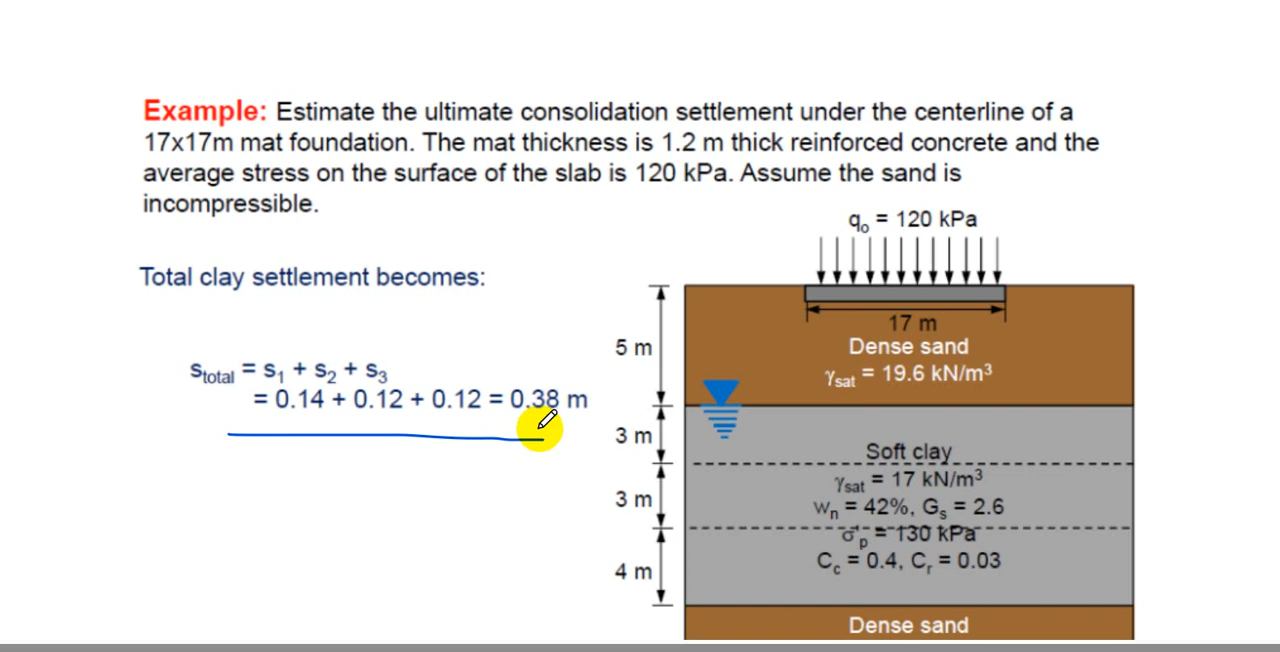 Example: Estimate the ultimate consolidation settlement under the centerline of a
17x17m mat foundation. The mat thickness is 1.2 m thick reinforced concrete and the
average stress on the surface of the slab is 120 kPa. Assume the sand is
incompressible.
qₒ = 120 kPa
Total clay settlement becomes:
s_total = s₁ + s₂ + s₃
= 0.14 + 0.12 + 0.12 = 0.38 m
17 m
5 m
Dense sand
γ_sat = 19.6 kN/m³
3 m
Soft clay
γ_sat = 17 kN/m³
3 m
wₙ = 42%, Gₛ = 2.6
σ'ₚ = 130 kPa
C_c = 0.4, Cᵣ = 0.03
4 m
Dense sand